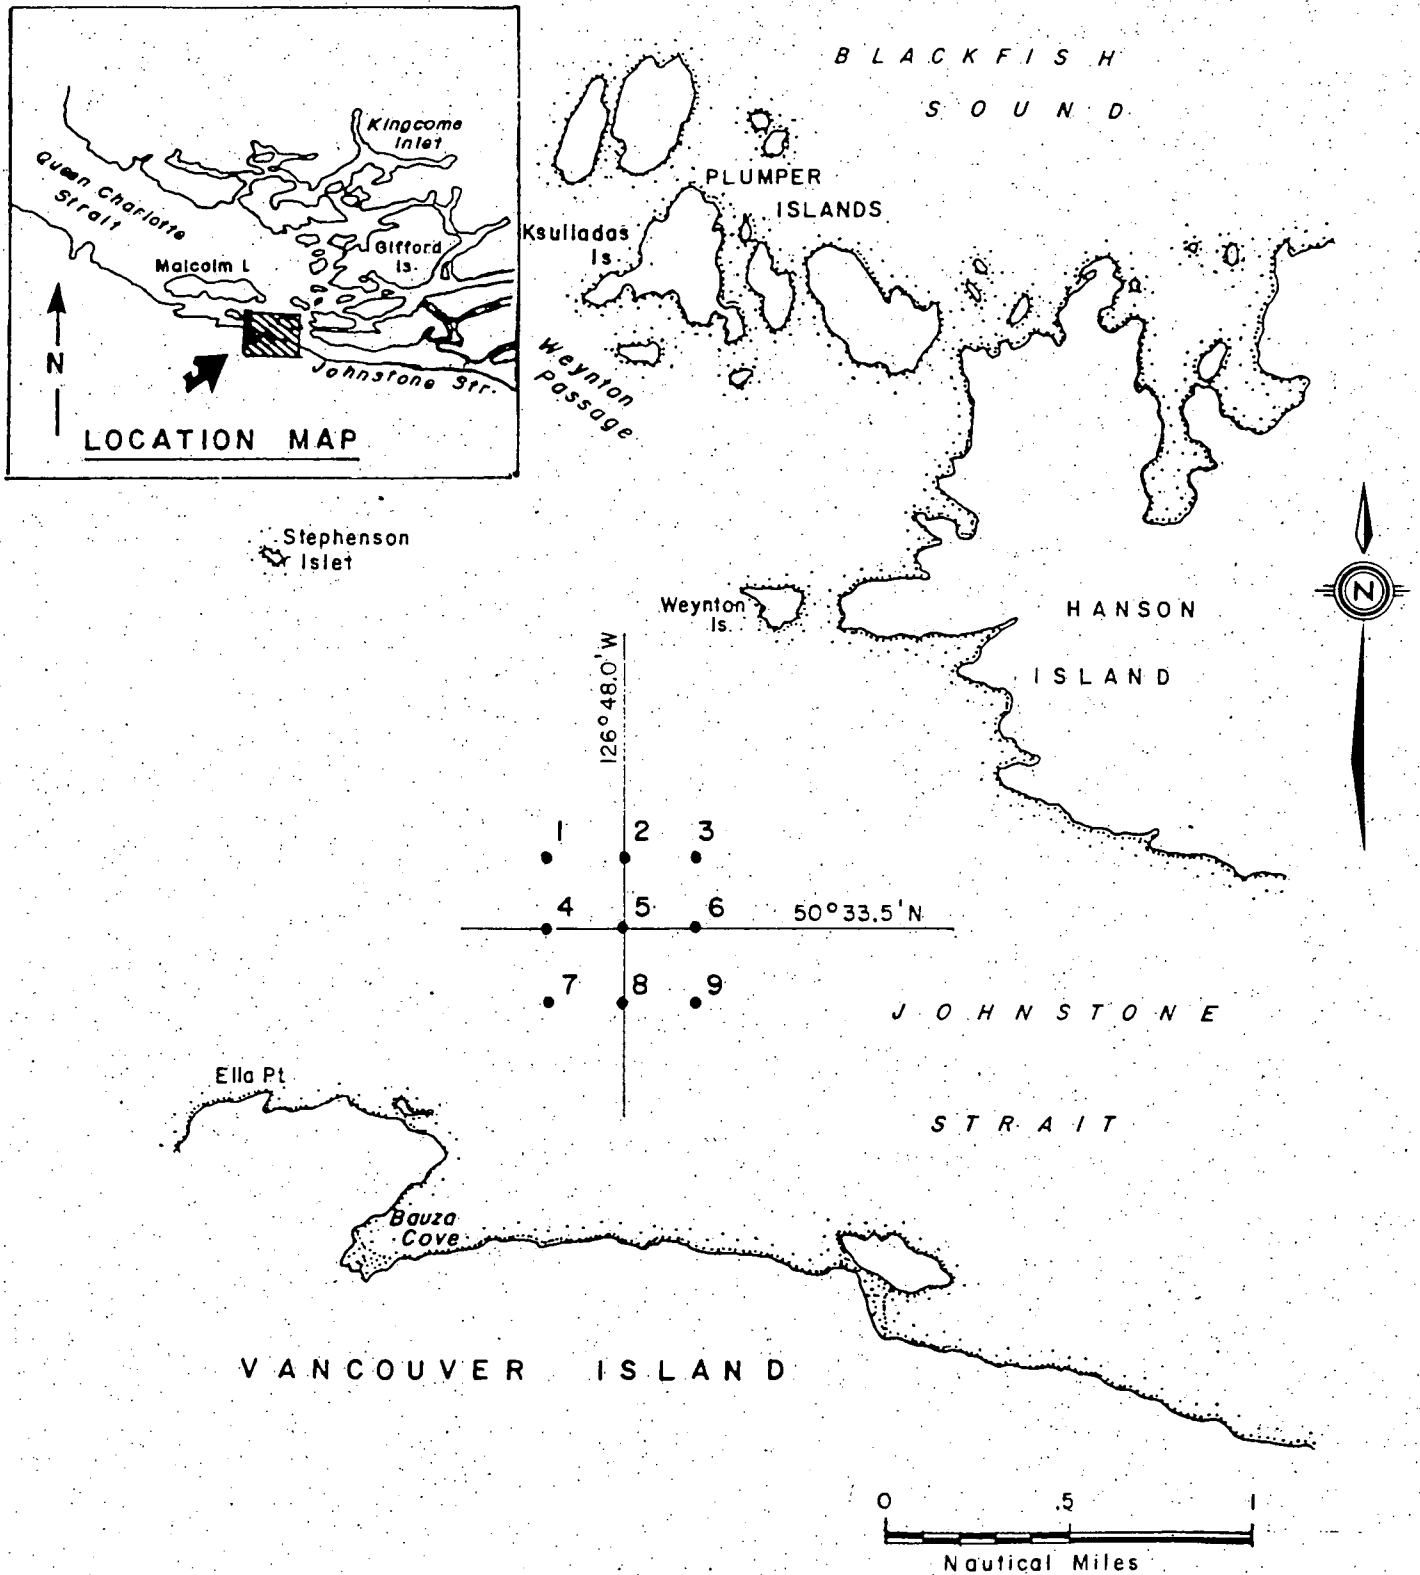 Kingcome
Inlet
Queen Charlotte
Strait
Gifford
Is.
Malcolm I.
N
Johnstone Str.
LOCATION MAP
BLACKFISH
SOUND
PLUMPER
ISLANDS
Ksulladas
Is.
Weynton
Passage
Stephenson
Islet
Weynton
Is.
HANSON
ISLAND
N
126°48.0'W
1 2 3
4 5 6
50°33.5'N
7 8 9
JOHNSTONE
STRAIT
Ella Pt.
Bauza
Cove
VANCOUVER ISLAND
0 .5 1
Nautical Miles